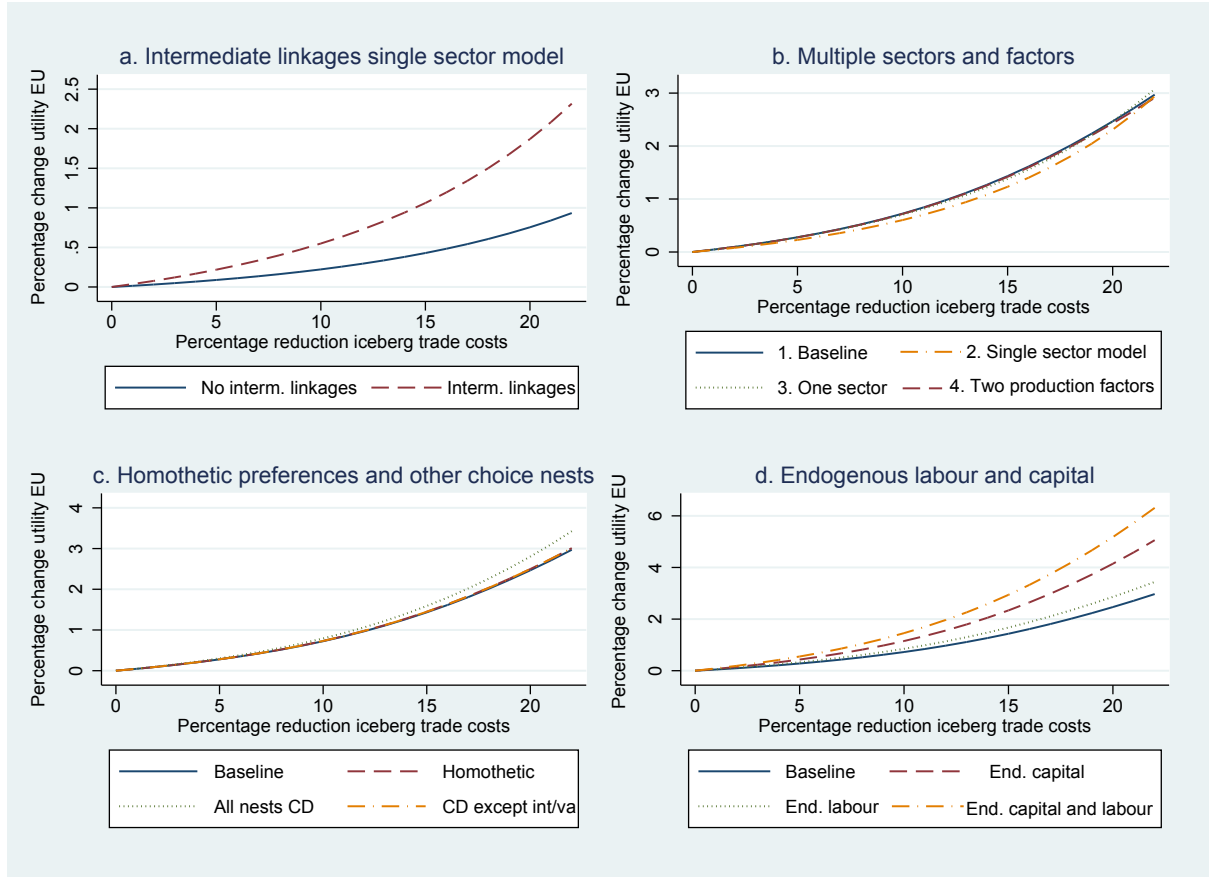 a. Intermediate linkages single sector model
Percentage change utility EU
2.5
2
1.5
1
.5
0
0 5 10 15 20
Percentage reduction iceberg trade costs
No interm. linkages Interm. linkages
b. Multiple sectors and factors
Percentage change utility EU
3
2
1
0
0 5 10 15 20
Percentage reduction iceberg trade costs
1. Baseline 2. Single sector model
3. One sector 4. Two production factors
c. Homothetic preferences and other choice nests
Percentage change utility EU
4
3
2
1
0
0 5 10 15 20
Percentage reduction iceberg trade costs
Baseline Homothetic
All nests CD CD except int/va
d. Endogenous labour and capital
Percentage change utility EU
6
4
2
0
0 5 10 15 20
Percentage reduction iceberg trade costs
Baseline End. capital
End. labour End. capital and labour